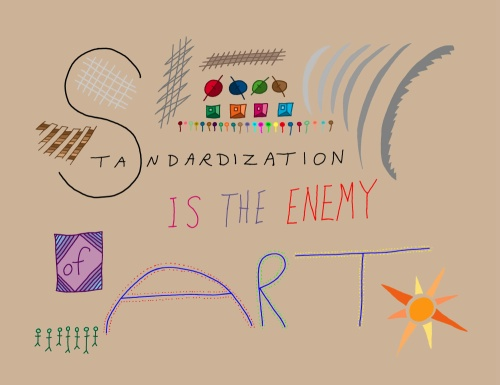 STANDARDIZATION
IS THE ENEMY
of
ART